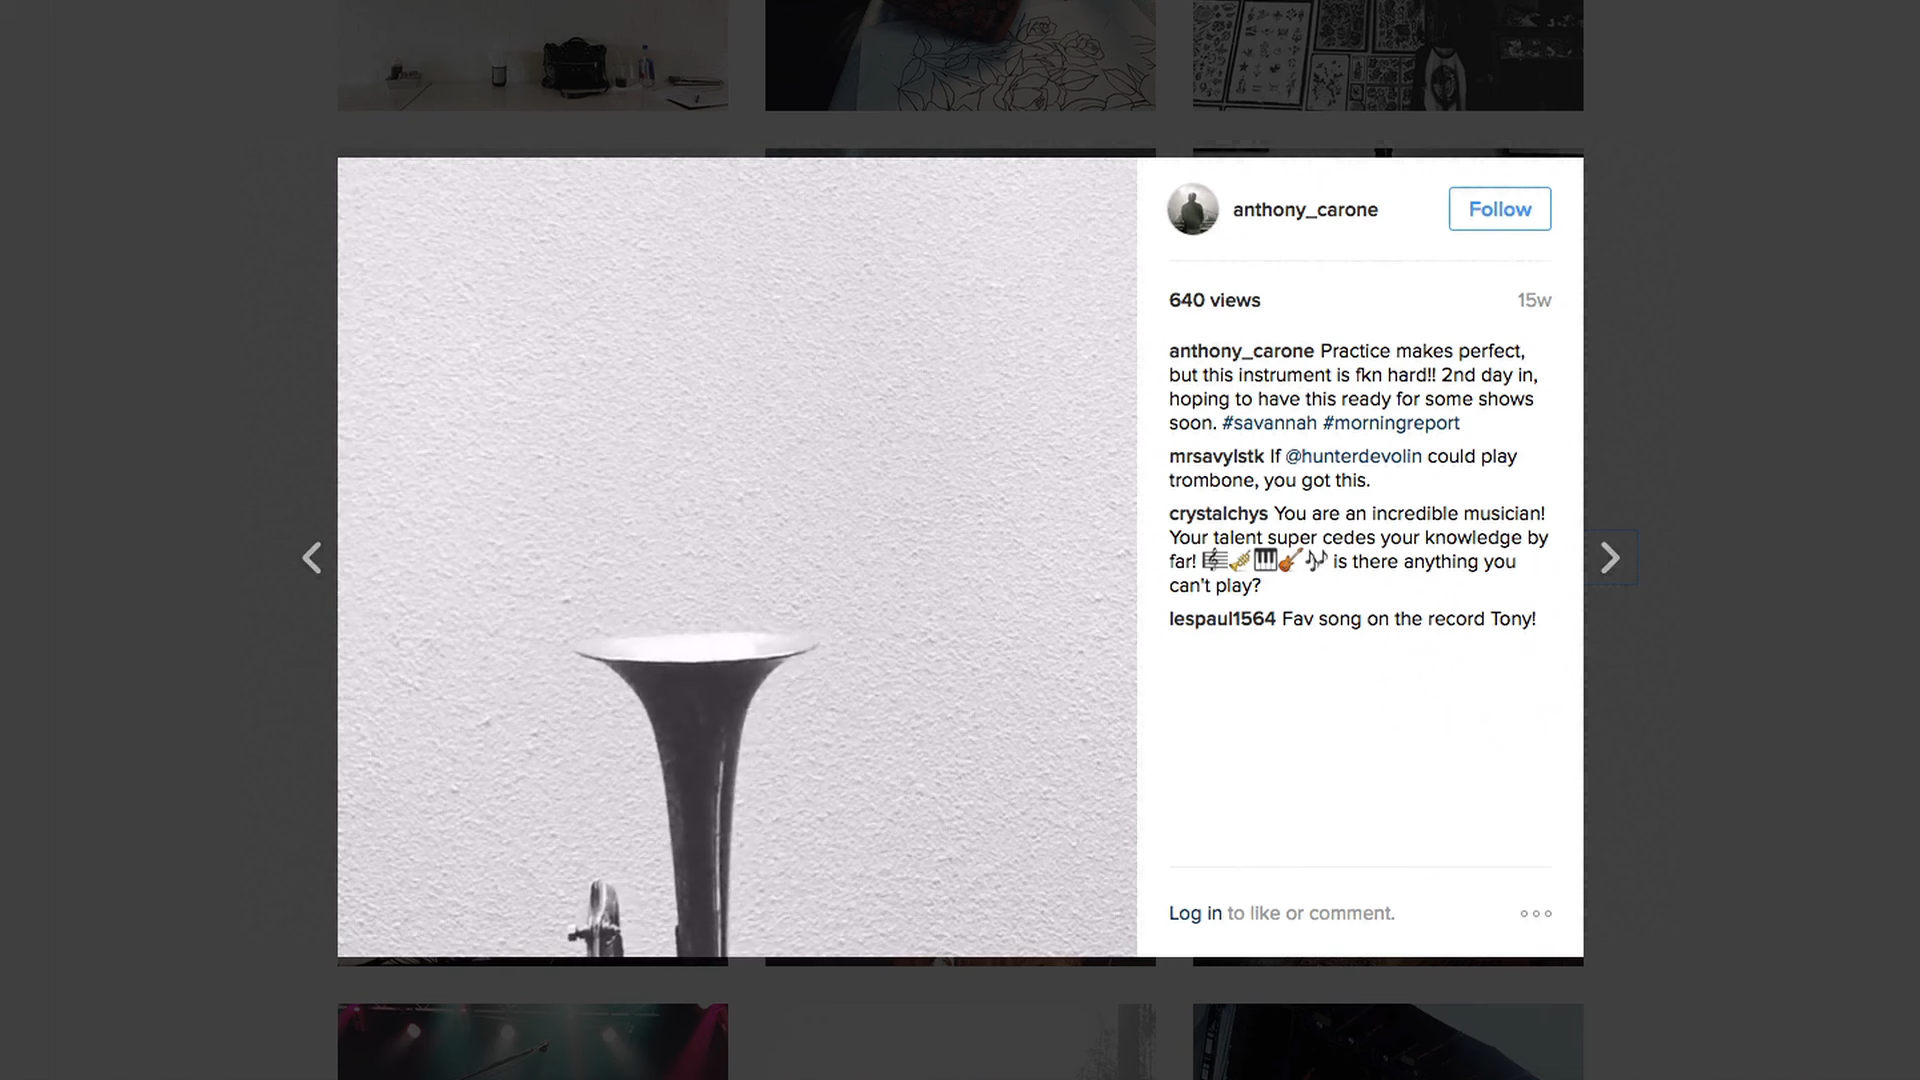 anthony_carone
Follow
640 views
15w
anthony_carone Practice makes perfect,
but this instrument is fkn hard!! 2nd day in,
hoping to have this ready for some shows
soon. #savannah #morningreport
mrsavylstk If @hunterdevolin could play
trombone, you got this.
crystalchys You are an incredible musician!
Your talent super cedes your knowledge by
far! 🎼🎺🎹🎸🎶 is there anything you
can't play?
lespaul1564 Fav song on the record Tony!
Log in to like or comment.